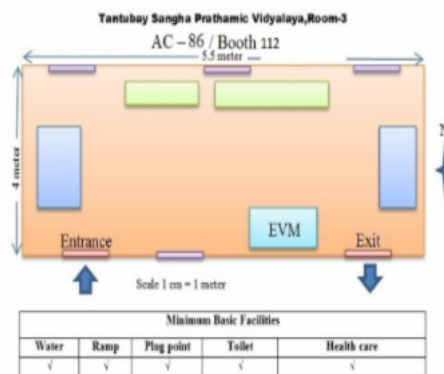 Tantubay Sangha Prathamic Vidyalaya,Room-3
AC – 86 / Booth 112
5.5 meter
4 meter
N
EVM
Entrance
Exit
Scale 1 cm = 1 meter
Minimum Basic Facilities
Water Ramp Plug point Toilet Health care
√ √ √ √ √